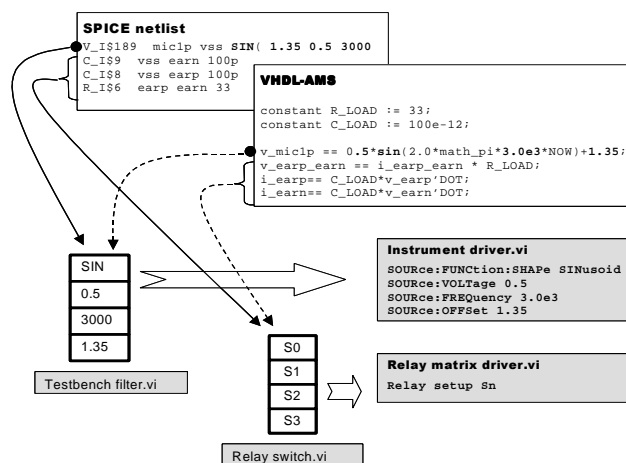 SPICE netlist
V_I$189 mic1p vss SIN( 1.35 0.5 3000
C_I$9 vss earn 100p
C_I$8 vss earp 100p
R_I$6 earp earn 33
VHDL-AMS
constant R_LOAD := 33;
constant C_LOAD := 100e-12;
v_mic1p == 0.5*sin(2.0*math_pi*3.0e3*NOW)+1.35;
v_earp_earn == i_earp_earn * R_LOAD;
i_earp== C_LOAD*v_earp'DOT;
i_earn== C_LOAD*v_earn'DOT;
SIN
0.5
3000
1.35
Testbench filter.vi
Instrument driver.vi
SOURce:FUNCtion:SHAPe SINusoid
SOURce:VOLTage 0.5
SOURce:FREQuency 3.0e3
SOURce:OFFSet 1.35
S0
S1
S2
S3
Relay switch.vi
Relay matrix driver.vi
Relay setup Sn